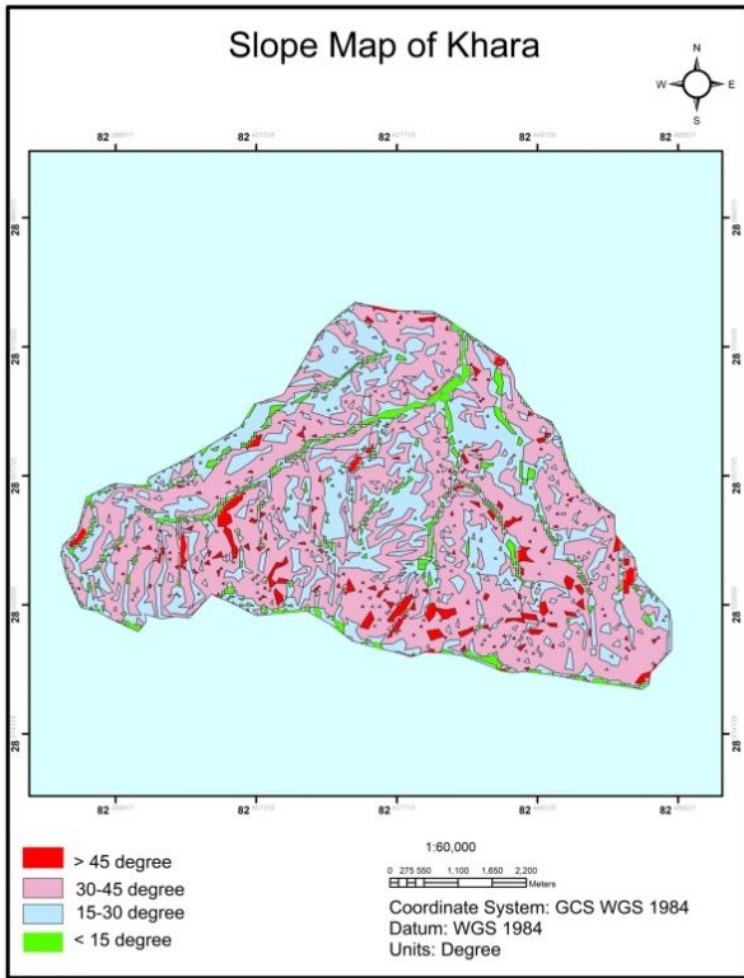 Slope Map of Khara
N
W E
S
82 82 82 82 82
28 28
28 28
28 28
28 28
28 28
82 82 82 82 82
> 45 degree
30-45 degree
15-30 degree
< 15 degree
1:60,000
0 275 550 1,100 1,650 2,200
Meters
Coordinate System: GCS WGS 1984
Datum: WGS 1984
Units: Degree